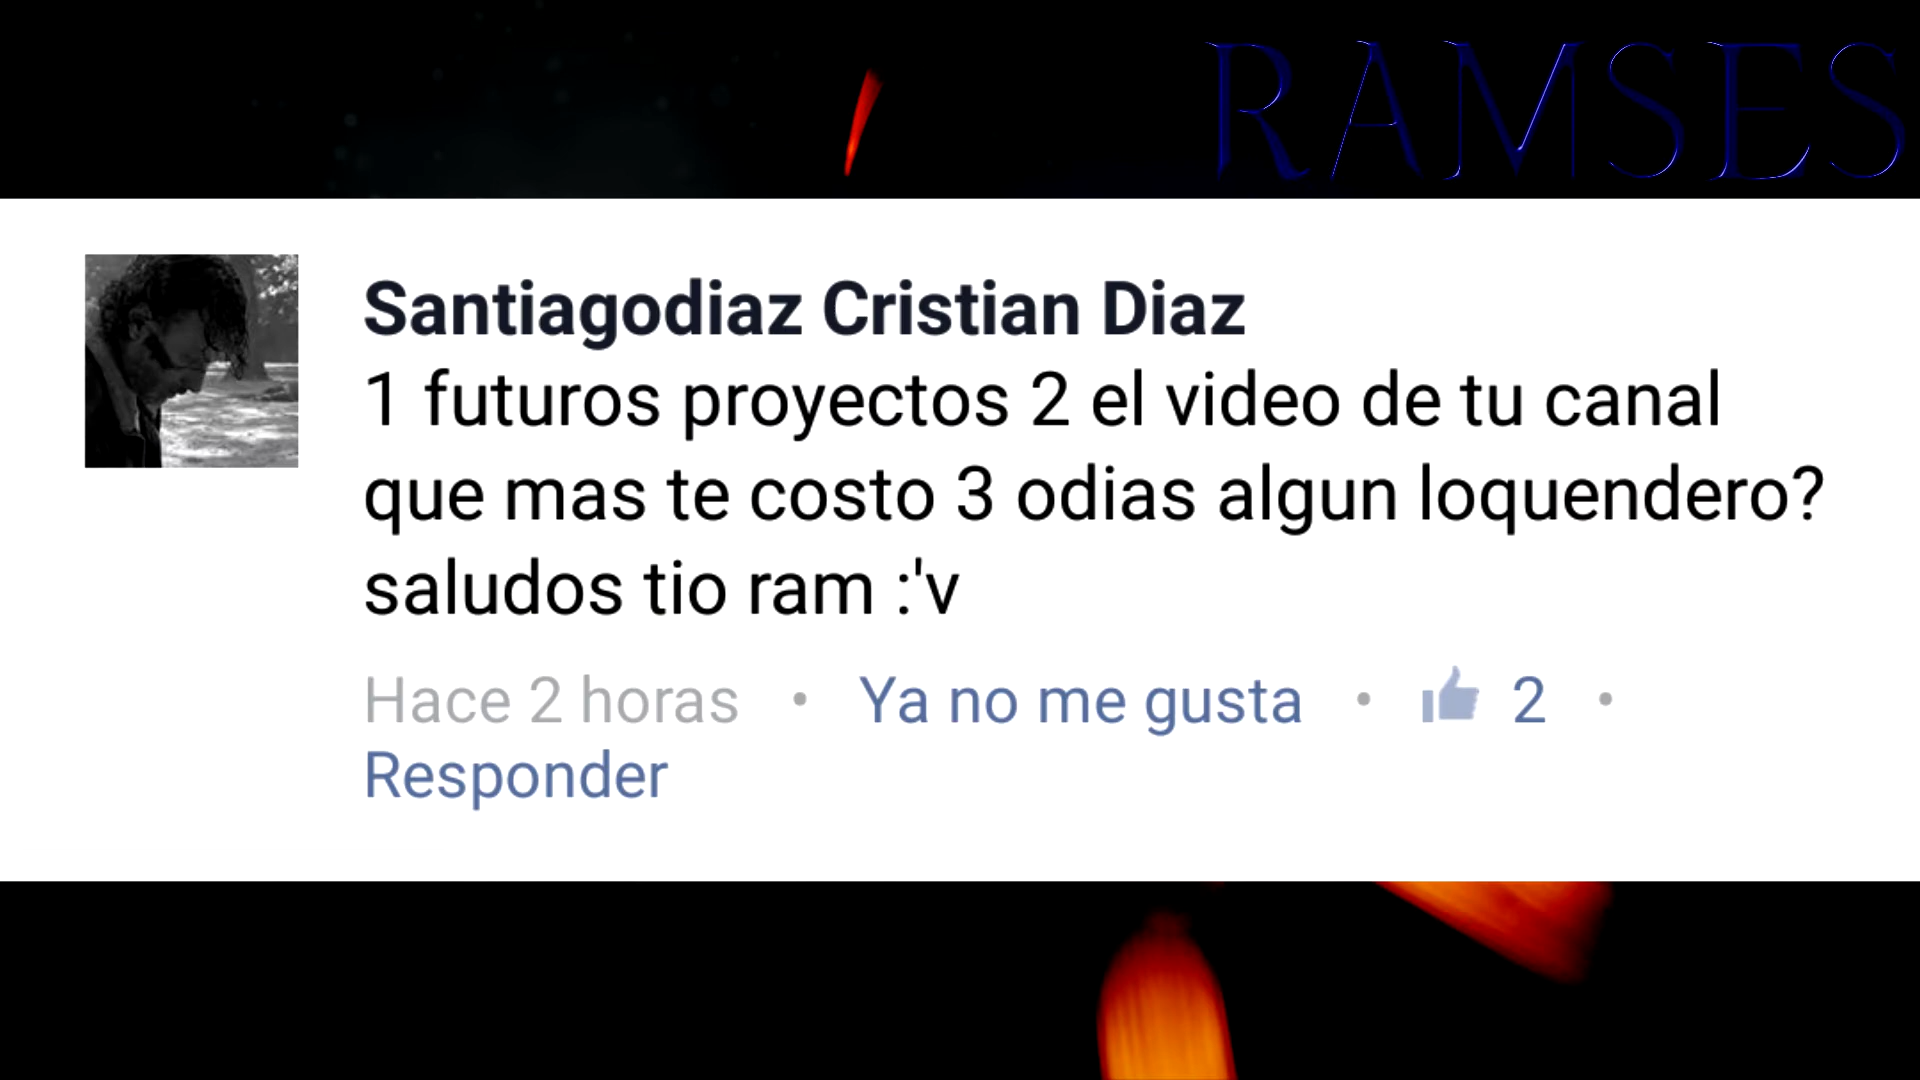 RAMSES
Santiagodiaz Cristian Diaz
1 futuros proyectos 2 el video de tu canal
que mas te costo 3 odias algun loquendero?
saludos tio ram :'v
Hace 2 horas • Ya no me gusta • 2 •
Responder